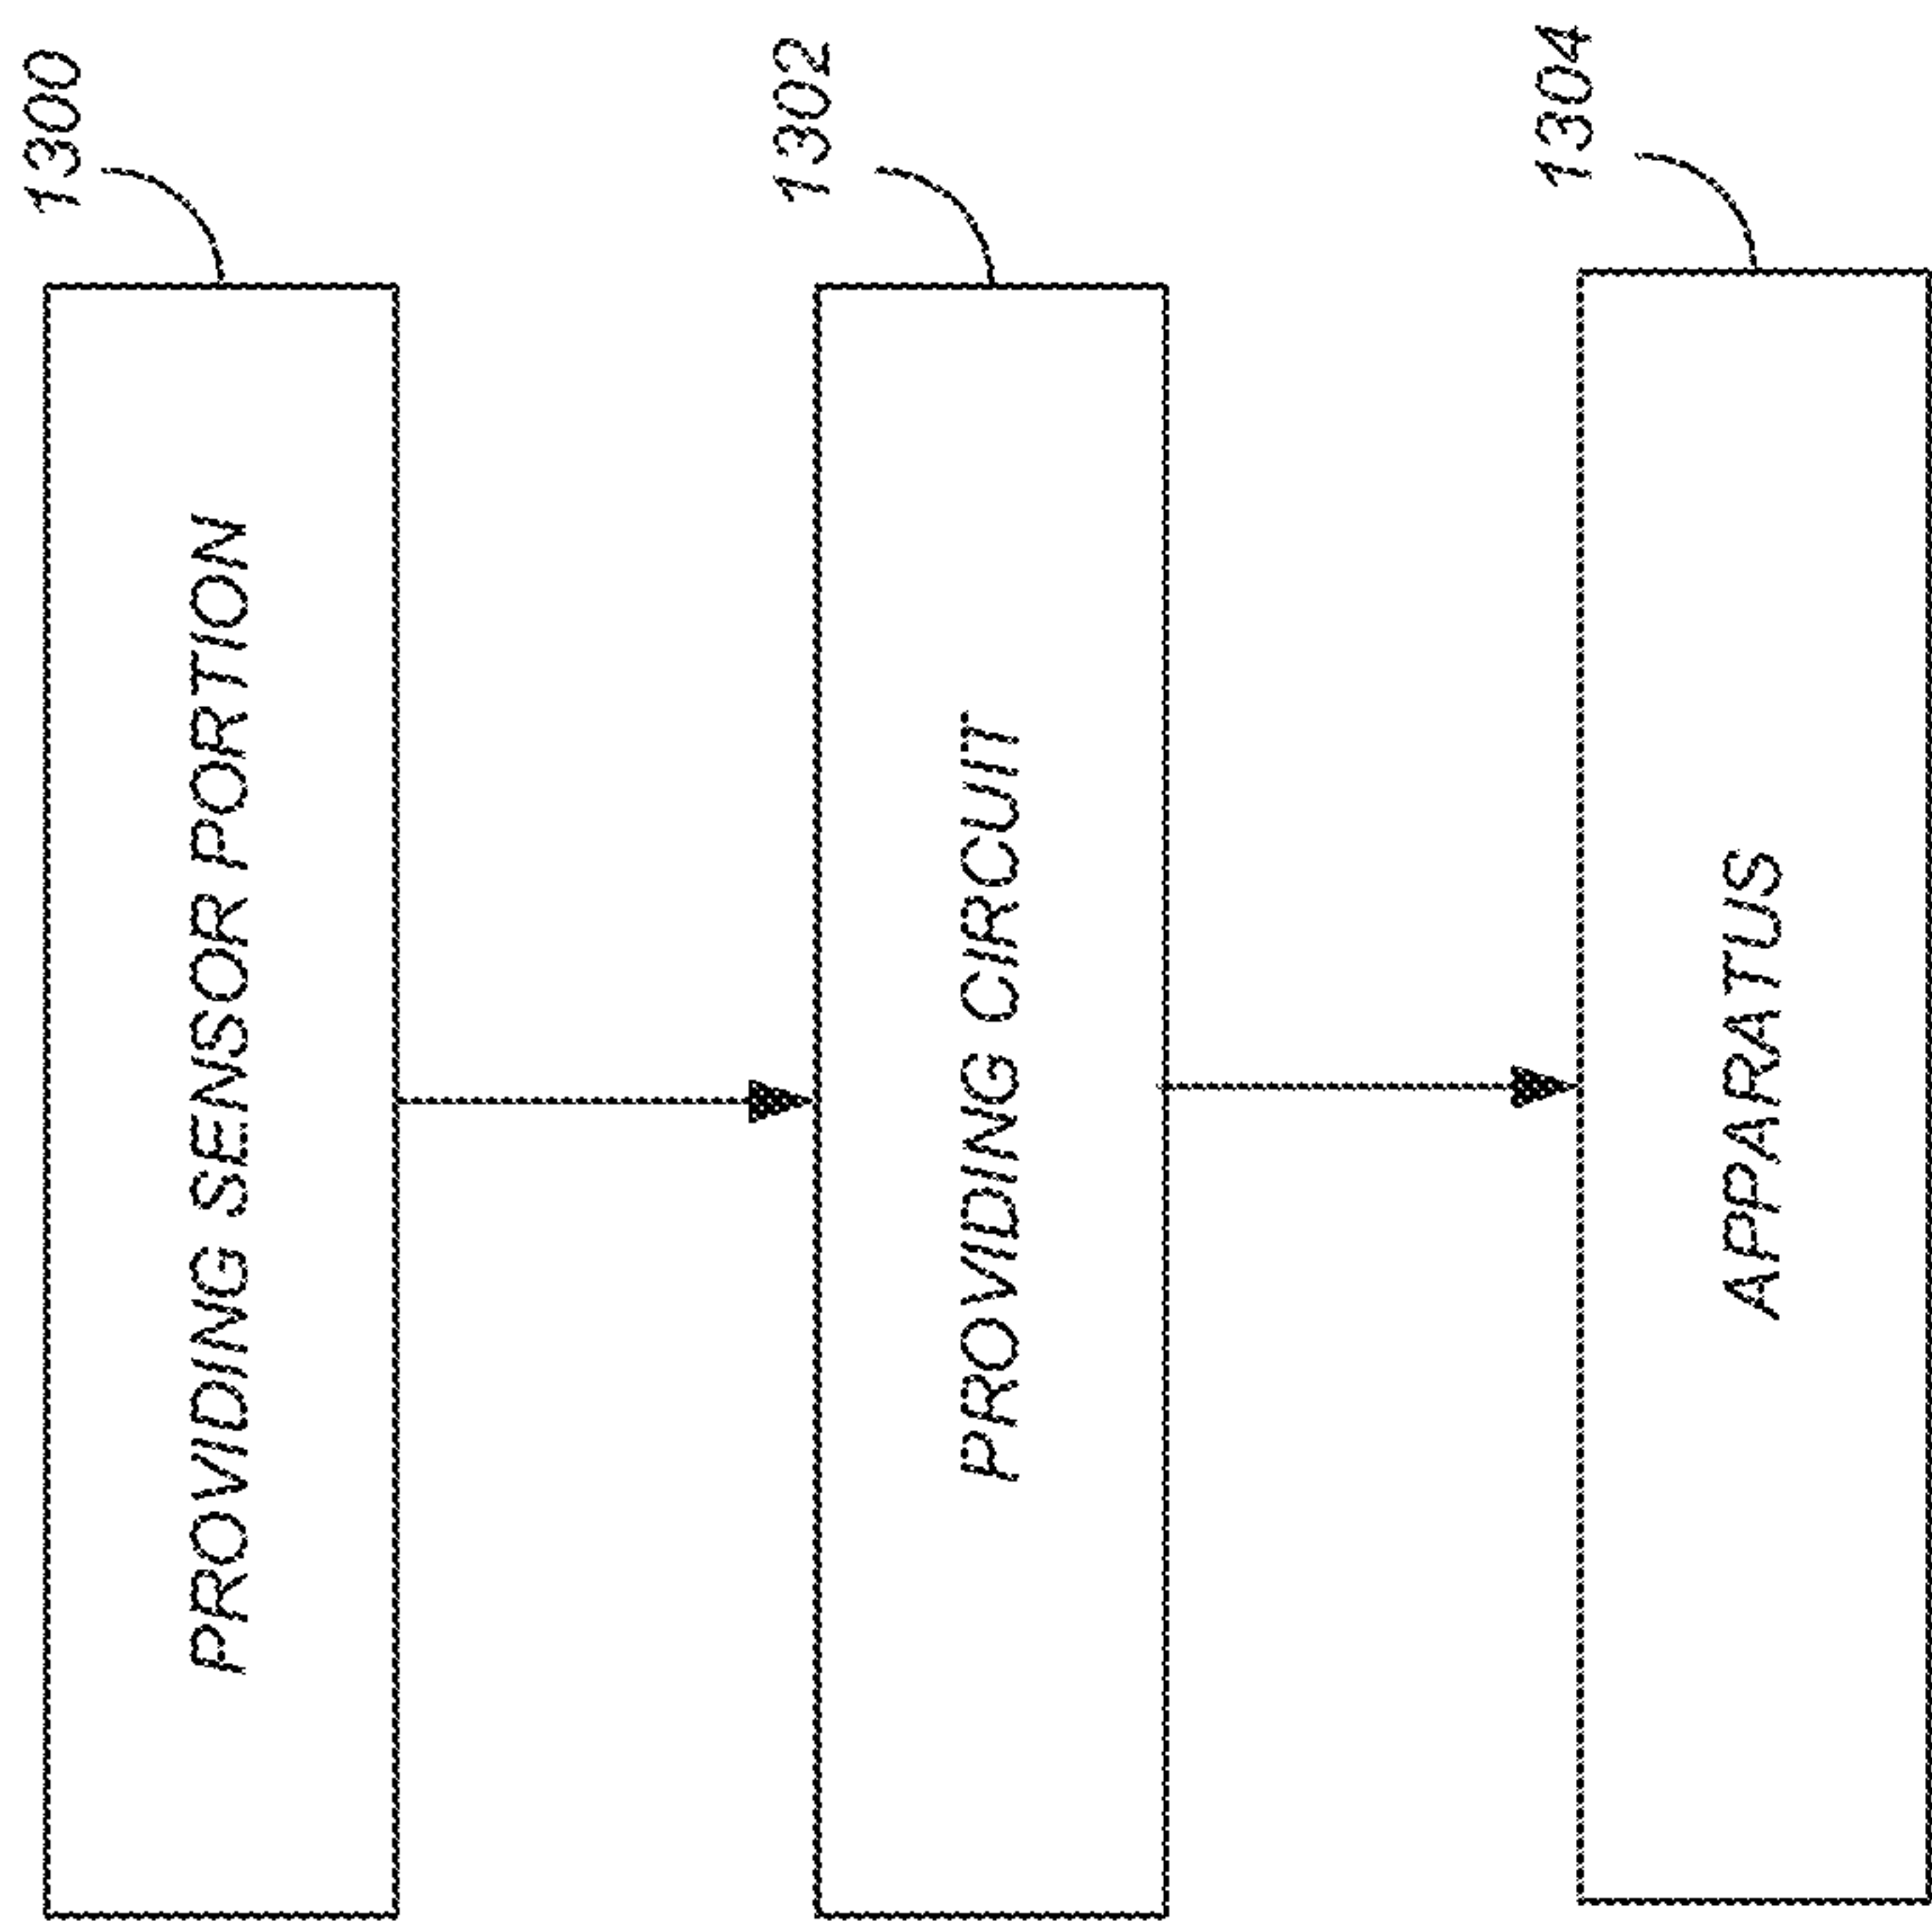 1300
PROVIDING SENSOR PORTION
1302
PROVIDING CIRCUIT
1304
APPARATUS